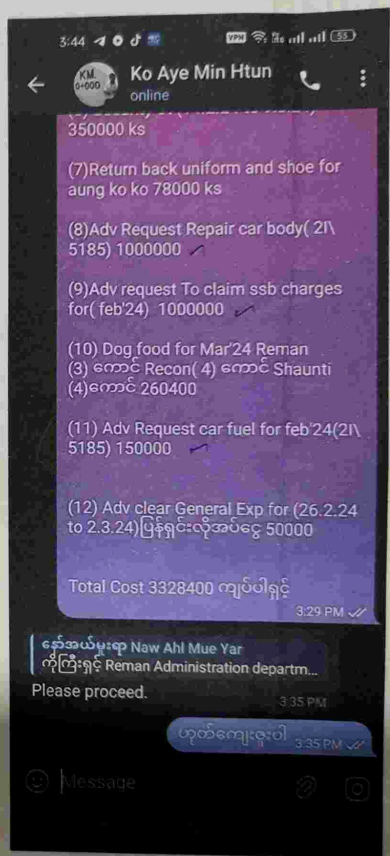 3:44
VPN
55
KM.
0+000
Ko Aye Min Htun
online
350000 ks
(7)Return back uniform and shoe for
aung ko ko 78000 ks
(8)Adv Request Repair car body( 2I\
5185) 1000000
(9)Adv request To claim ssb charges
for( feb'24) 1000000
(10) Dog food for Mar'24 Reman
(3) ကောင် Recon( 4) ကောင် Shaunti
(4)ကောင် 260400
(11) Adv Request car fuel for feb'24(2I\
5185) 150000
(12) Adv clear General Exp for (26.2.24
to 2.3.24)ပြန်ရှင်းလိုအပ်ငွေ 50000
Total Cost 3328400 ကျပ်ပါရှင့်
3:29 PM
နော်အယ်မူးရာ Naw Ahl Mue Yar
ကိုကြီးရှင့် Reman Administration departm...
Please proceed.
3:35 PM
ဟုတ်ကျေးဇူးပါ
3:35 PM
Message